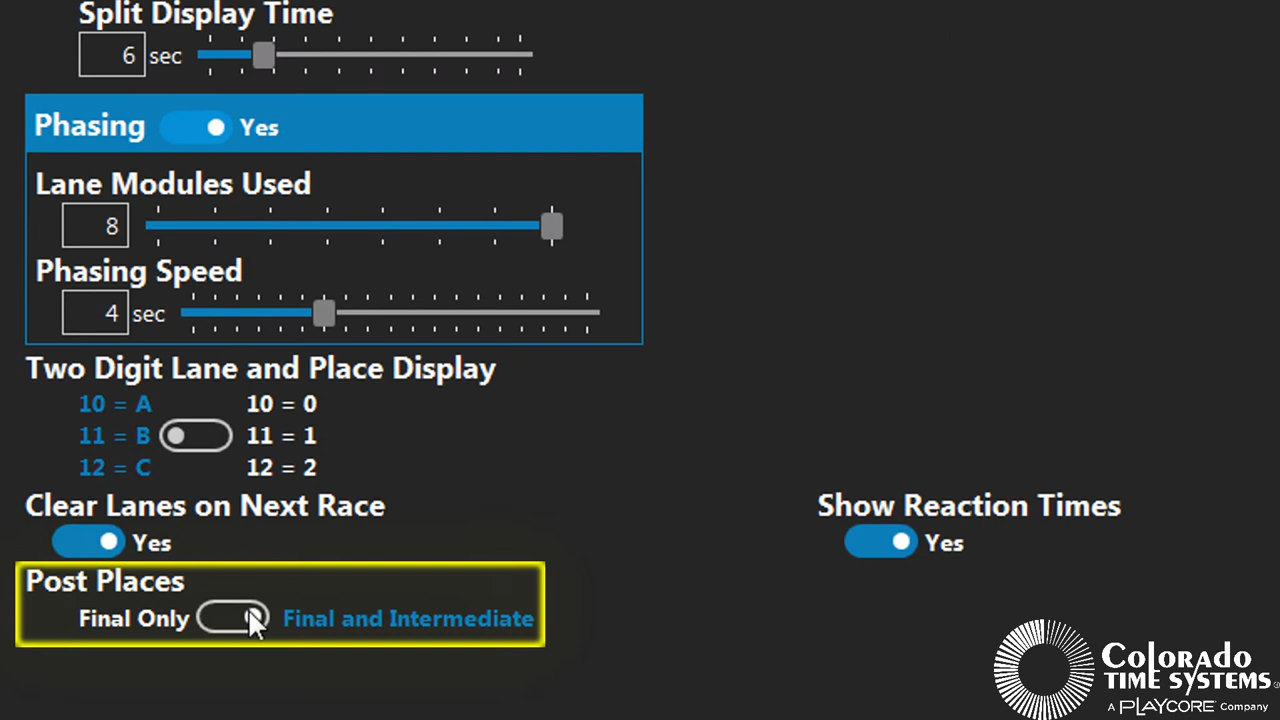 Split Display Time
6 sec
Phasing Yes
Lane Modules Used
8
Phasing Speed
4 sec
Two Digit Lane and Place Display
10 = A 10 = 0
11 = B 11 = 1
12 = C 12 = 2
Clear Lanes on Next Race Show Reaction Times
Yes Yes
Post Places
Final Only Final and Intermediate
COLORADO
TIME SYSTEMS®
A PLAYCORE® Company